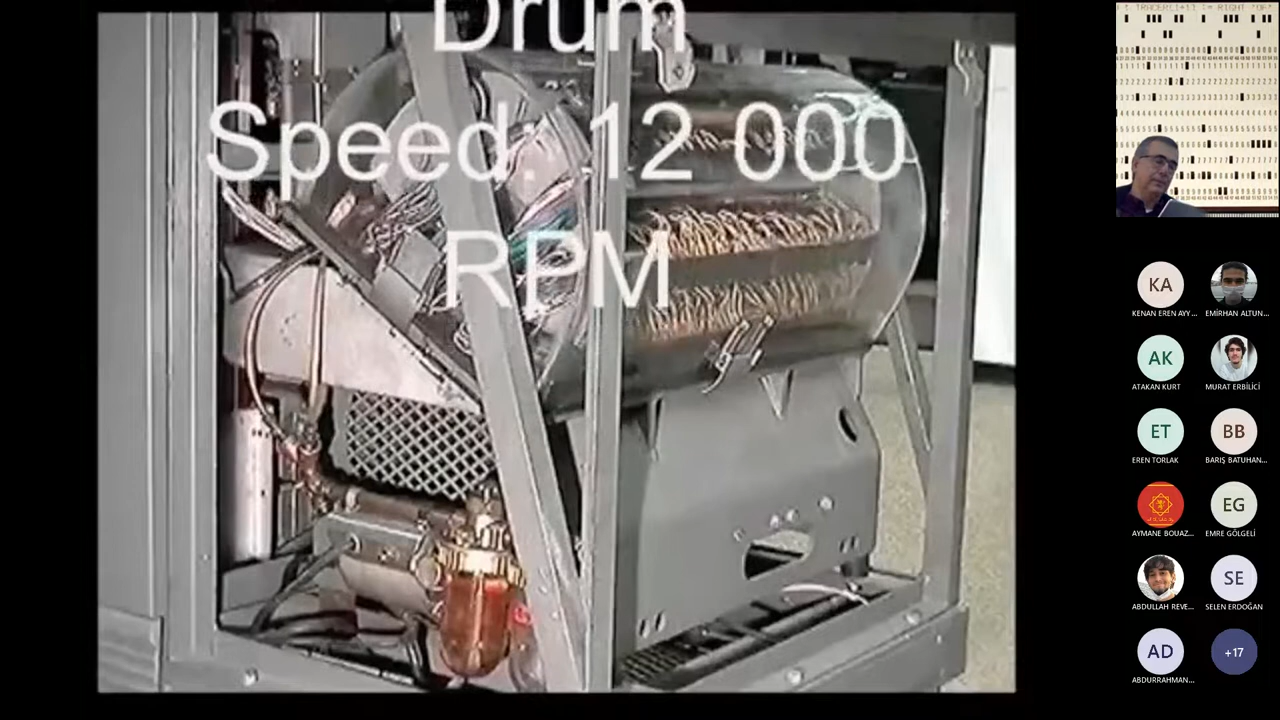 Drum
Speed: 12 000
RPM
KA
KENAN EREN AYY...
EMİRHAN ALTUN...
AK
ATAKAN KURT
MURAT ERBİLİCİ
ET
EREN TORLAK
BB
BARIŞ BATUHAN...
AYMANE BOUAZ...
EG
EMRE GÖLGELİ
ABDULLAH REVE...
SE
SELEN ERDOĞAN
AD
ABDURRAHMAN...
+17